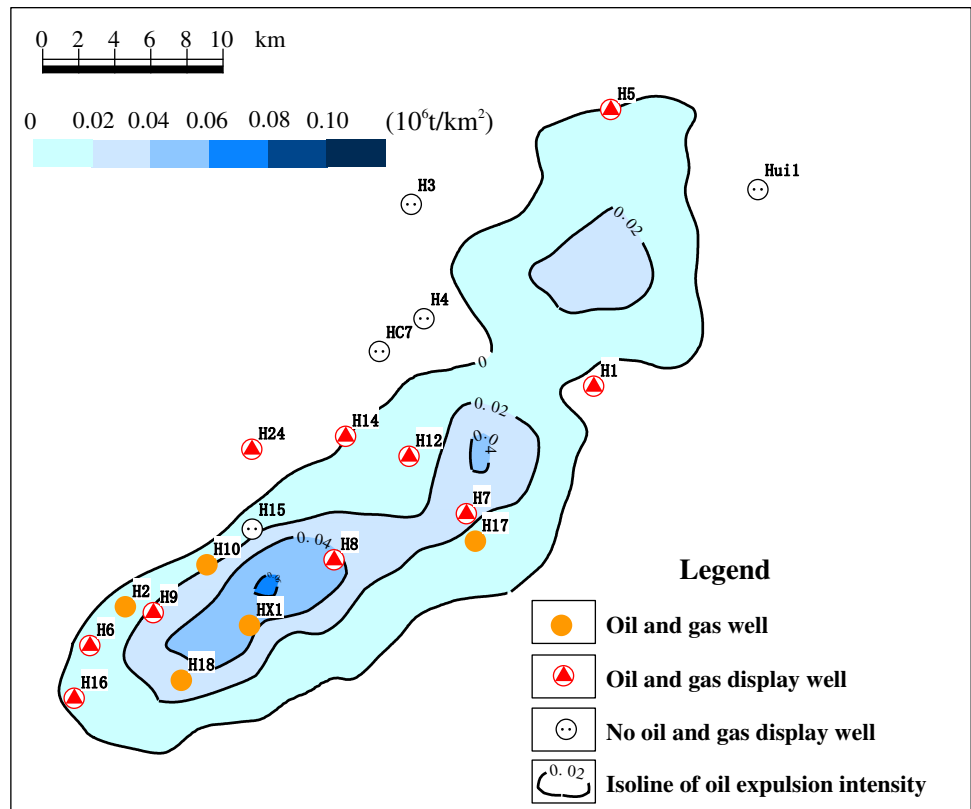 0 2 4 6 8 10 km
0 0.02 0.04 0.06 0.08 0.10 (10⁶t/km²)
H5
Hui1
H3
0.02
H4
HC7
0
H1
0.02
H14
H24
H12
0.04
H15
H7
H17
0.04
H8
H10
H2
H9
HX1
H6
H18
H16
Legend
Oil and gas well
Oil and gas display well
No oil and gas display well
0.02 Isoline of oil expulsion intensity